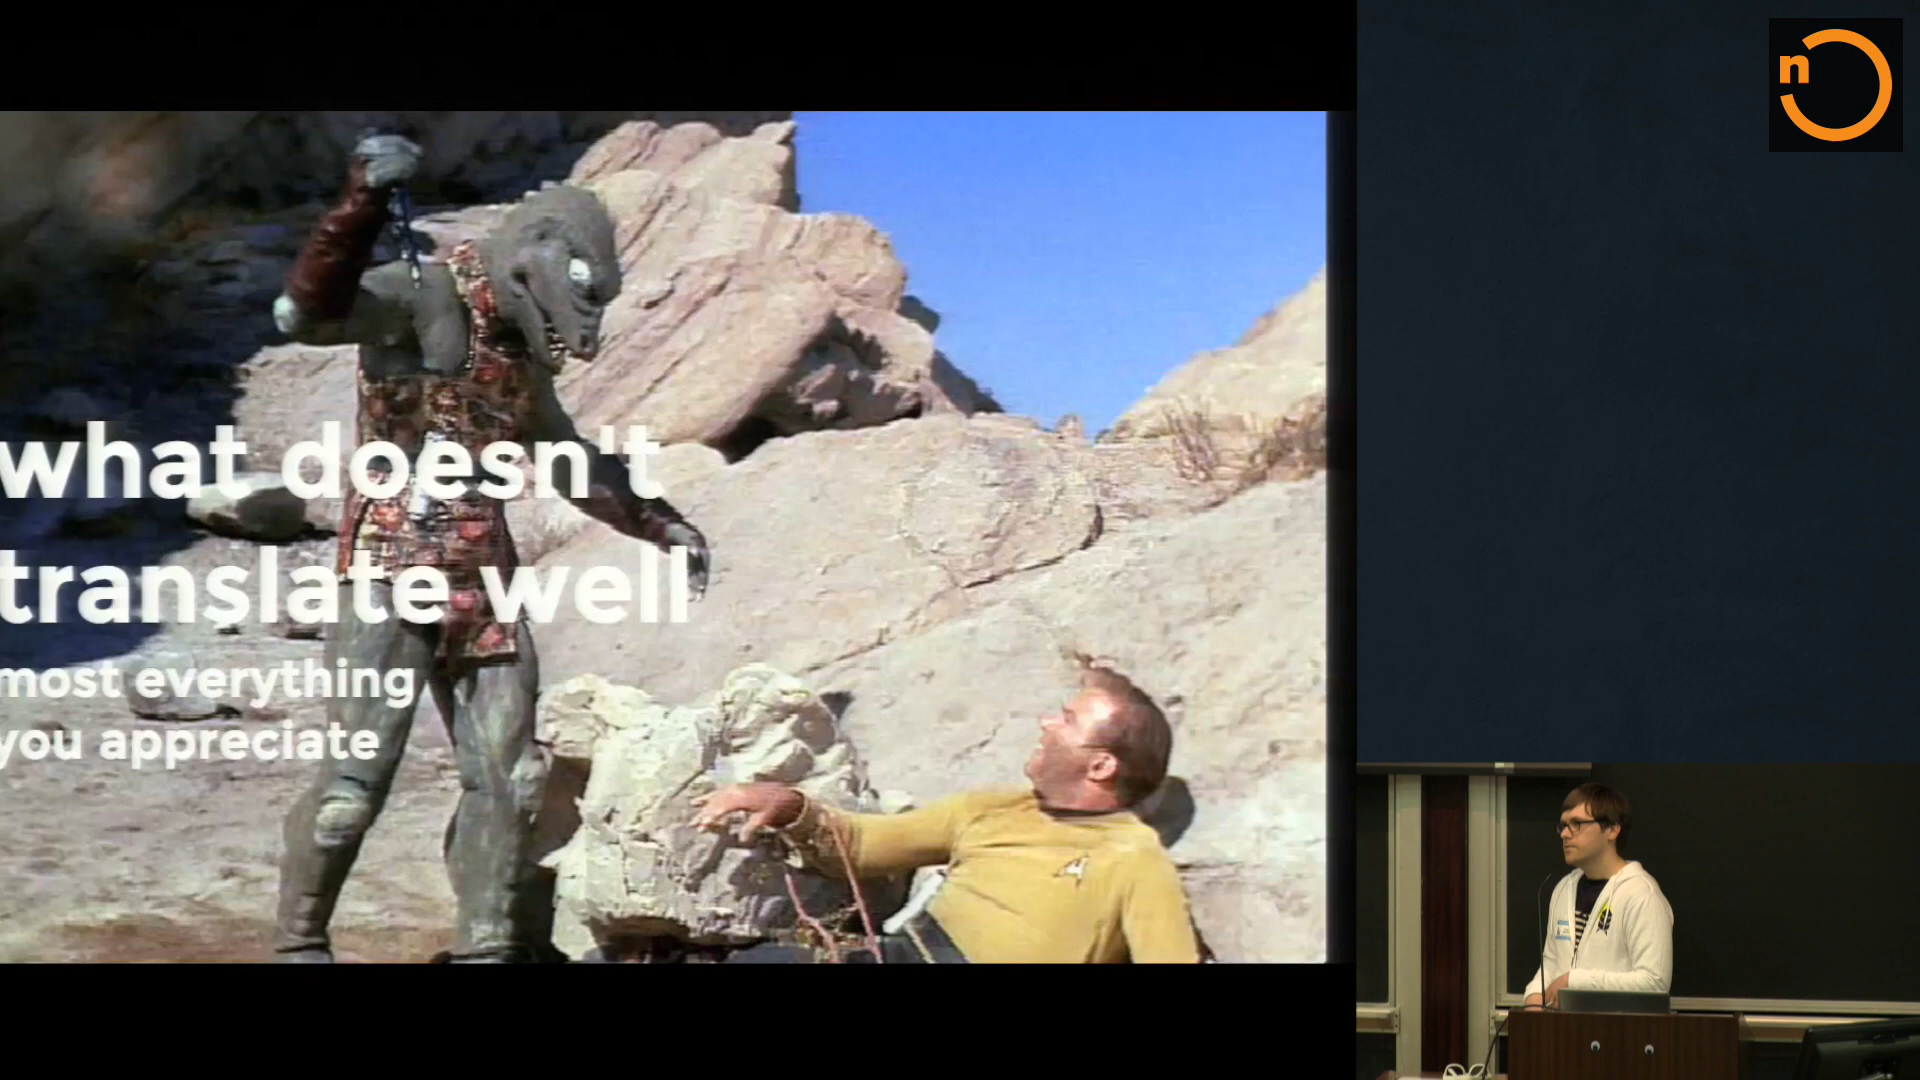 what doesn't
translate well
most everything
you appreciate
n